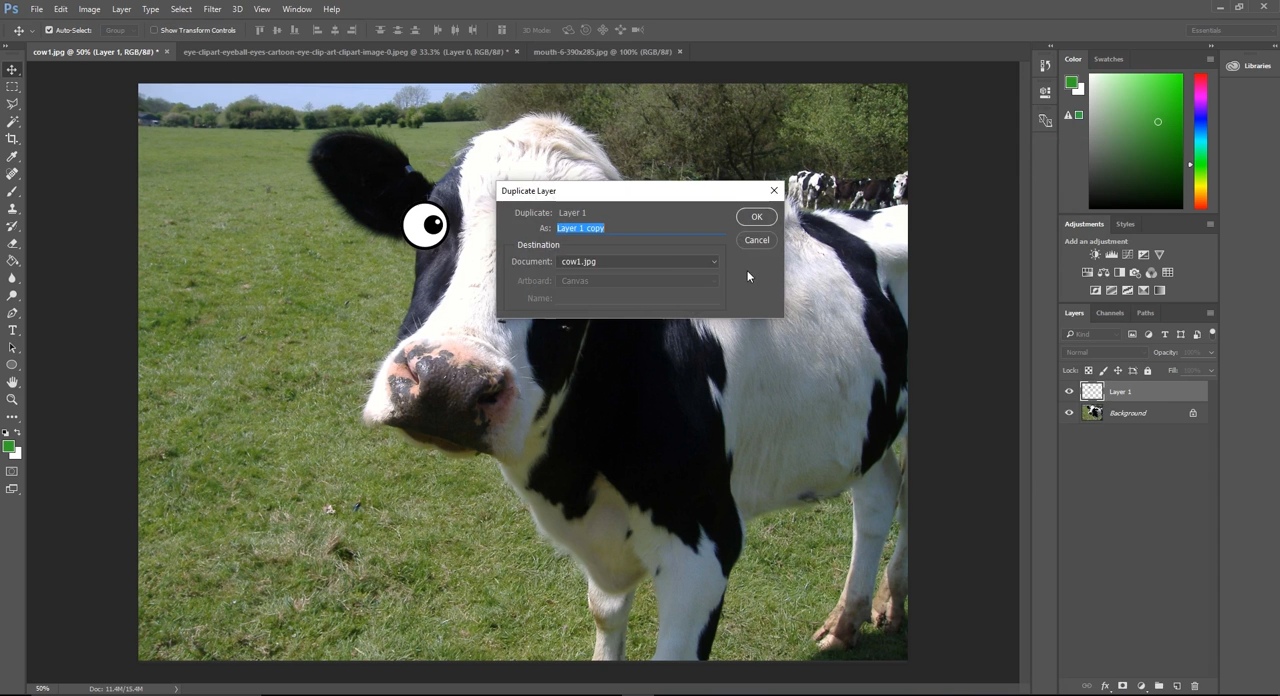 Ps File Edit Image Layer Type Select Filter 3D View Window Help
Auto-Select: Group Show Transform Controls 3D Mode: Essentials
cow1.jpg @ 50% (Layer 1, RGB/8#) * × eye-clipart-eyeball-eyes-cartoon-eye-clip-art-clipart-image-0.jpeg @ 33.3% (Layer 0, RGB/8#) * × mouth-6-390x285.jpg @ 100% (RGB/8#) ×
Color Swatches
Libraries
Duplicate Layer
Duplicate: Layer 1
OK
As: Layer 1 copy
Cancel
Destination
Document: cow1.jpg
Artboard: Canvas
Name:
Adjustments Styles
Add an adjustment
Layers Channels Paths
Kind
Normal Opacity: 100%
Lock: Fill: 100%
Layer 1
Background
50% Doc: 11.4M/15.4M